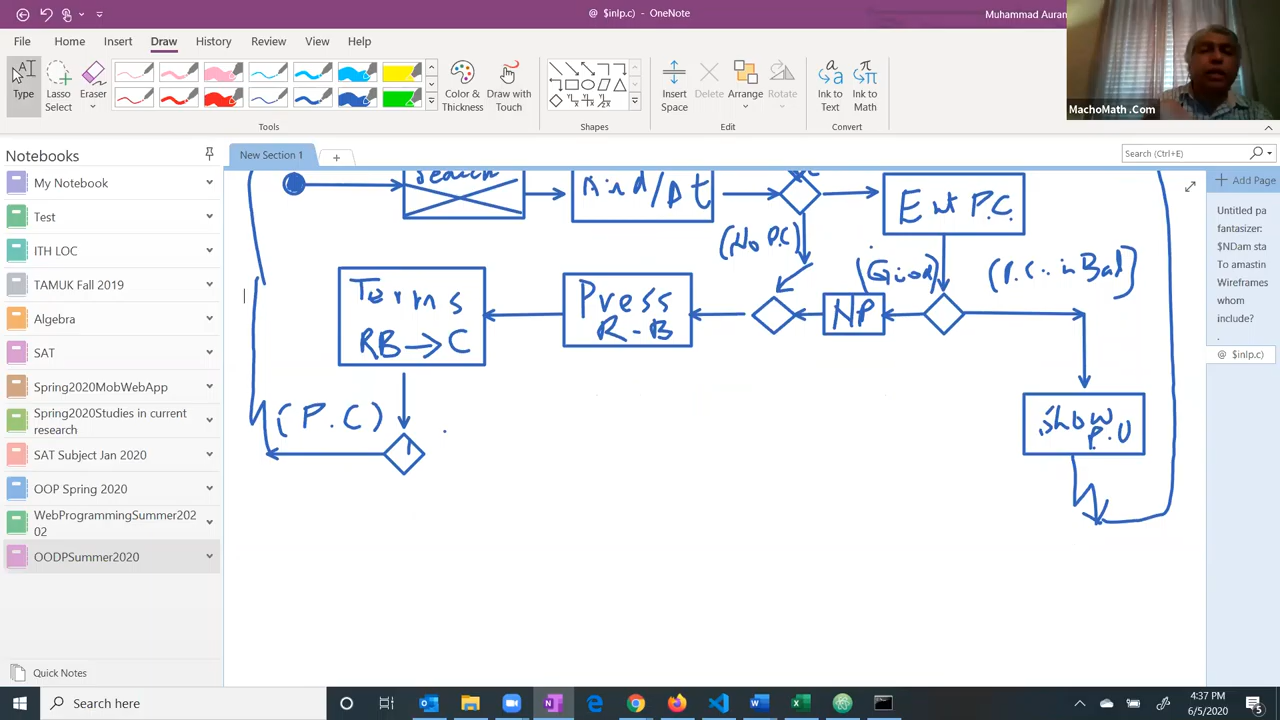 @ $inlp.c) - OneNote
Muhammad Auran
File Home Insert Draw History Review View Help
Type
Lasso Select
Eraser
Color & Thickness
Draw with Touch
Insert Space
Delete
Arrange
Rotate
Ink to Text
Ink to Math
Tools
Shapes
Edit
Convert
MachoMath .Com
Notebooks
New Section 1
Search (Ctrl+E)
Add Page
My Notebook
Test
ITH LOC
TAMUK Fall 2019
Algebra
SAT
Spring2020MobWebApp
Spring2020Studies in current
research
SAT Subject Jan 2020
OOP Spring 2020
WebProgrammingSummer202
02
OODPSummer2020
Quick Notes
Untitled pa
fantasizer:
$NDam sta
To amastin
Wireframes
whom
include?
.
@ $inlp.c)
Search
Ent P.C.
(No P.C)
(Good)
(P.C. in Bad}
Terms
RB → C
Press
R-B
NP
(P.C)
Show
P.U
Search here
4:37 PM
6/5/2020
5